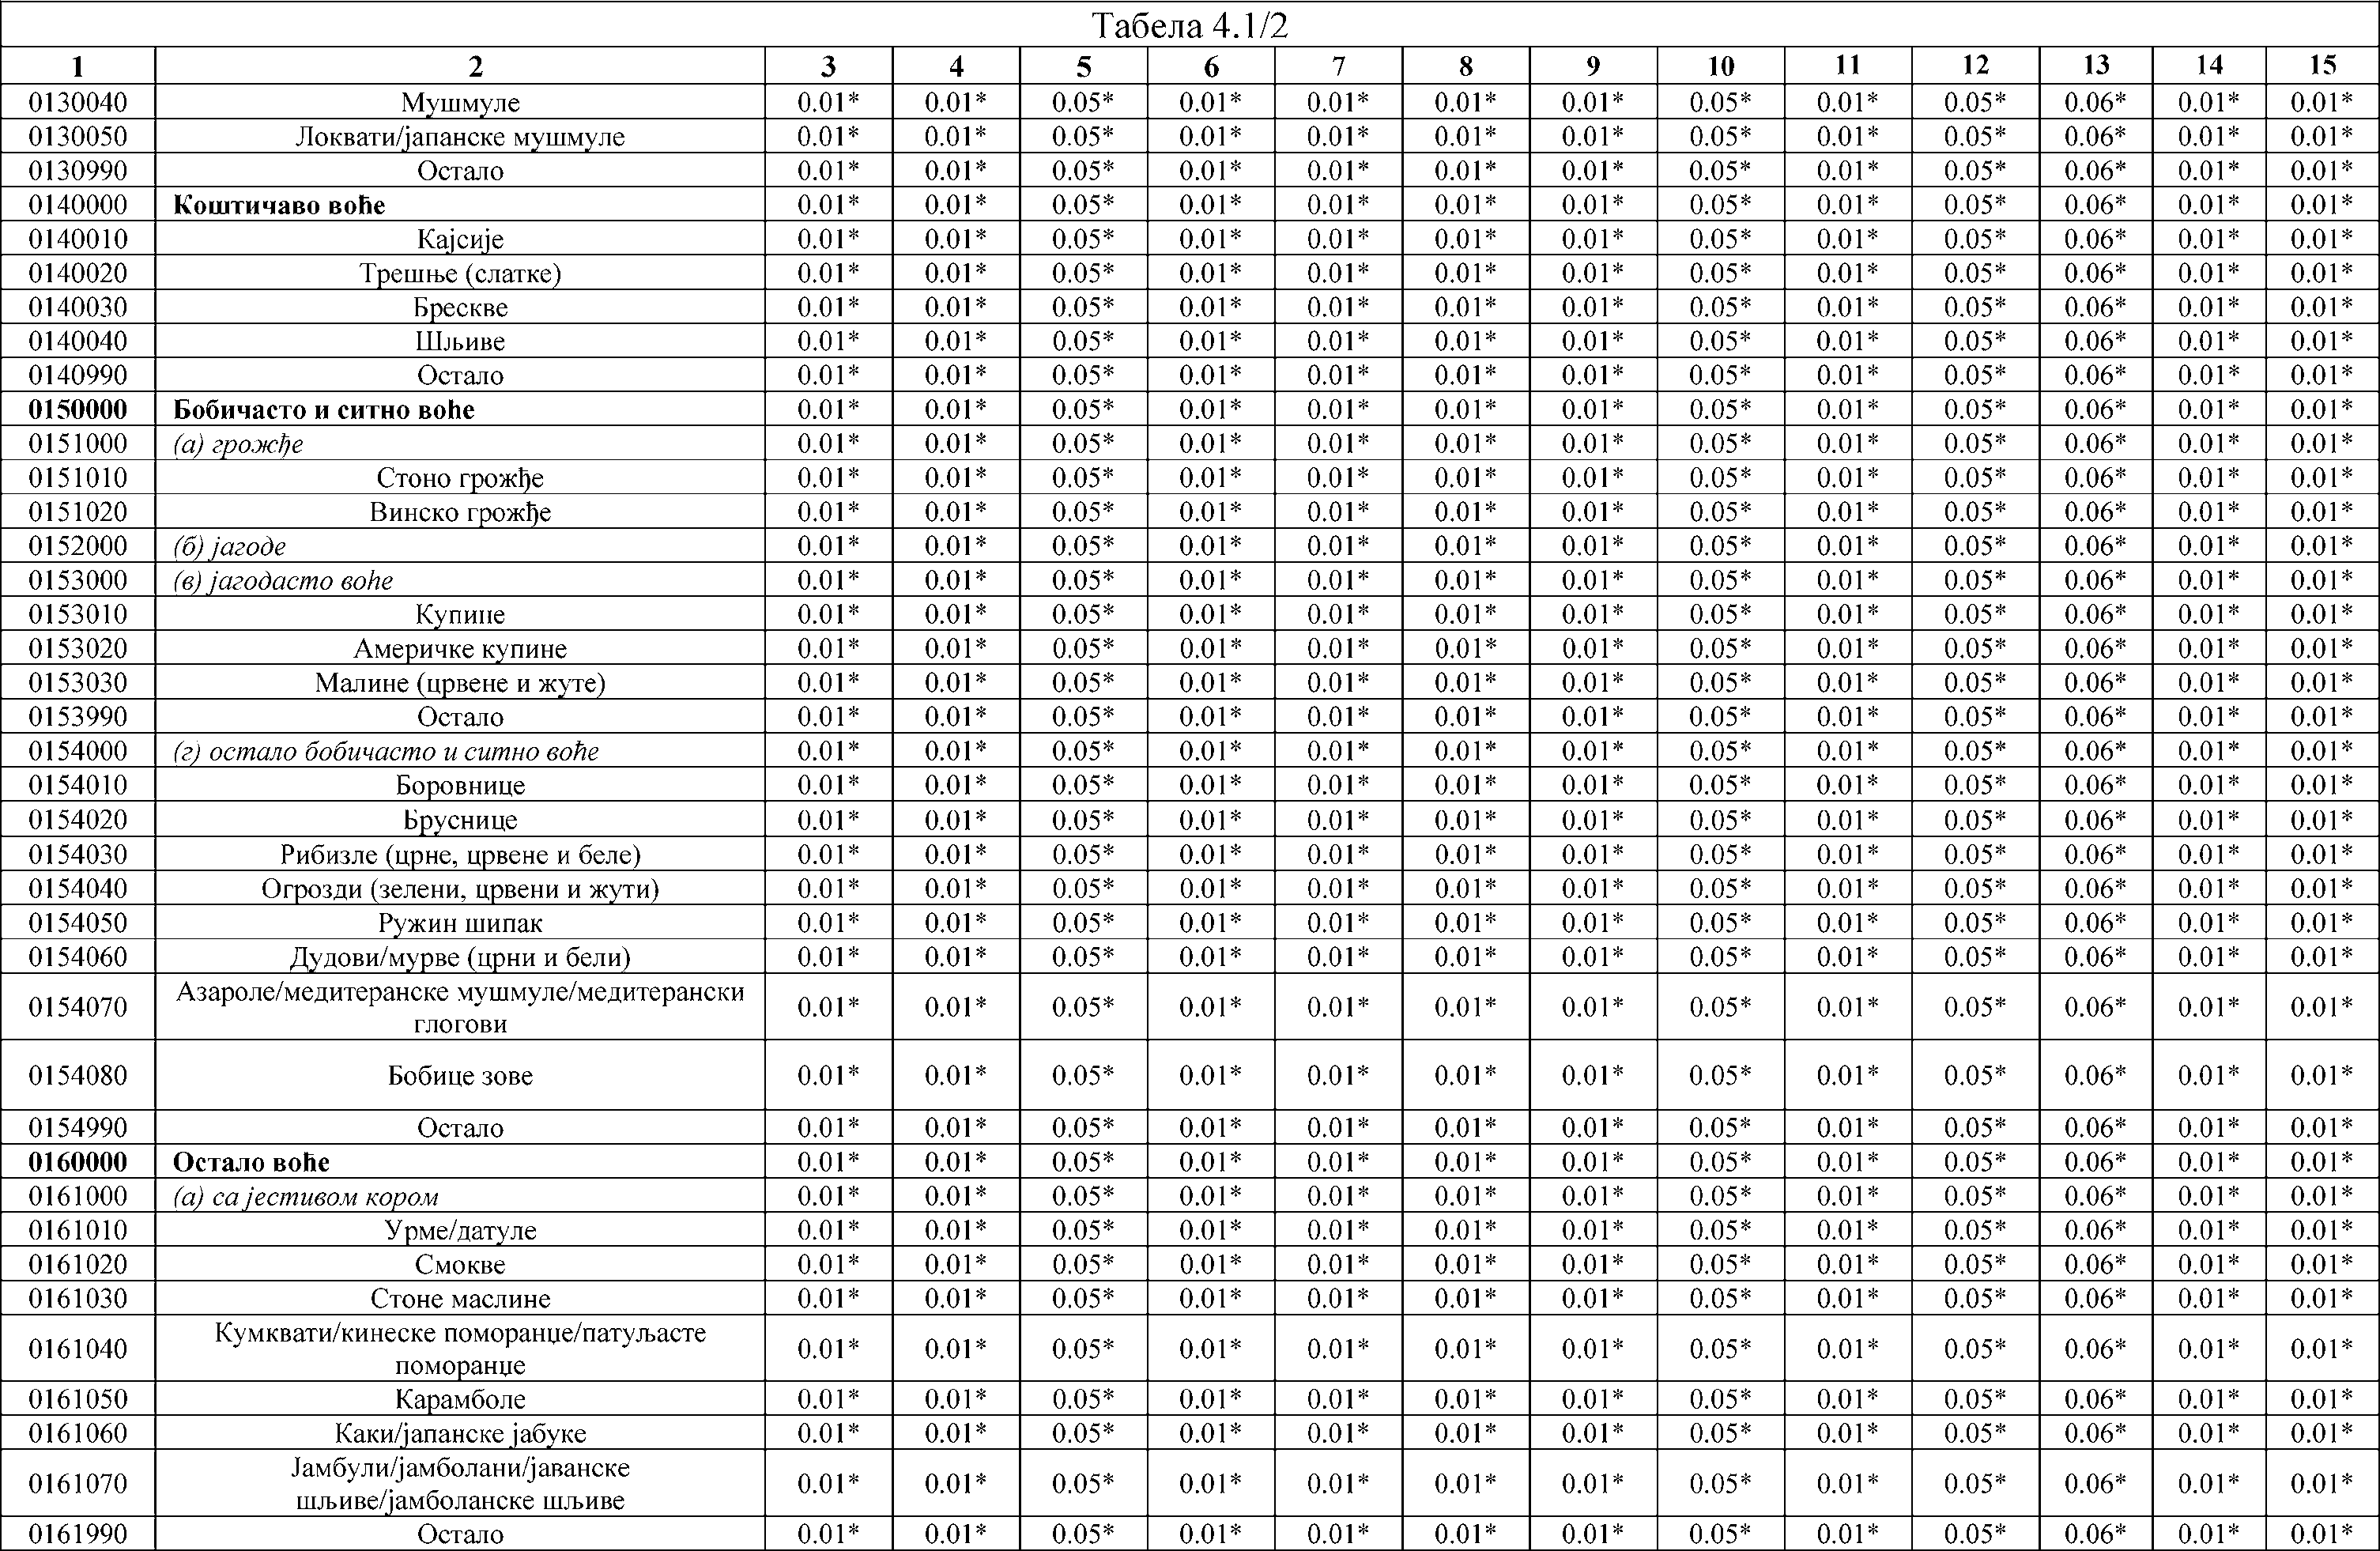 Табела 4.1/2
1 2 3 4 5 6 7 8 9 10 11 12 13 14 15
0130040 Мушмуле 0.01* 0.01* 0.05* 0.01* 0.01* 0.01* 0.01* 0.05* 0.01* 0.05* 0.06* 0.01* 0.01*
0130050 Локвати/јапанске мушмуле 0.01* 0.01* 0.05* 0.01* 0.01* 0.01* 0.01* 0.05* 0.01* 0.05* 0.06* 0.01* 0.01*
0130990 Остало 0.01* 0.01* 0.05* 0.01* 0.01* 0.01* 0.01* 0.05* 0.01* 0.05* 0.06* 0.01* 0.01*
0140000 Коштичаво воће 0.01* 0.01* 0.05* 0.01* 0.01* 0.01* 0.01* 0.05* 0.01* 0.05* 0.06* 0.01* 0.01*
0140010 Кајсије 0.01* 0.01* 0.05* 0.01* 0.01* 0.01* 0.01* 0.05* 0.01* 0.05* 0.06* 0.01* 0.01*
0140020 Трешње (слатке) 0.01* 0.01* 0.05* 0.01* 0.01* 0.01* 0.01* 0.05* 0.01* 0.05* 0.06* 0.01* 0.01*
0140030 Брескве 0.01* 0.01* 0.05* 0.01* 0.01* 0.01* 0.01* 0.05* 0.01* 0.05* 0.06* 0.01* 0.01*
0140040 Шљиве 0.01* 0.01* 0.05* 0.01* 0.01* 0.01* 0.01* 0.05* 0.01* 0.05* 0.06* 0.01* 0.01*
0140990 Остало 0.01* 0.01* 0.05* 0.01* 0.01* 0.01* 0.01* 0.05* 0.01* 0.05* 0.06* 0.01* 0.01*
0150000 Бобичасто и ситно воће 0.01* 0.01* 0.05* 0.01* 0.01* 0.01* 0.01* 0.05* 0.01* 0.05* 0.06* 0.01* 0.01*
0151000 (а) грожђе 0.01* 0.01* 0.05* 0.01* 0.01* 0.01* 0.01* 0.05* 0.01* 0.05* 0.06* 0.01* 0.01*
0151010 Стоно грожђе 0.01* 0.01* 0.05* 0.01* 0.01* 0.01* 0.01* 0.05* 0.01* 0.05* 0.06* 0.01* 0.01*
0151020 Винско грожђе 0.01* 0.01* 0.05* 0.01* 0.01* 0.01* 0.01* 0.05* 0.01* 0.05* 0.06* 0.01* 0.01*
0152000 (б) јагоде 0.01* 0.01* 0.05* 0.01* 0.01* 0.01* 0.01* 0.05* 0.01* 0.05* 0.06* 0.01* 0.01*
0153000 (в) јагодасто воће 0.01* 0.01* 0.05* 0.01* 0.01* 0.01* 0.01* 0.05* 0.01* 0.05* 0.06* 0.01* 0.01*
0153010 Купине 0.01* 0.01* 0.05* 0.01* 0.01* 0.01* 0.01* 0.05* 0.01* 0.05* 0.06* 0.01* 0.01*
0153020 Америчке купине 0.01* 0.01* 0.05* 0.01* 0.01* 0.01* 0.01* 0.05* 0.01* 0.05* 0.06* 0.01* 0.01*
0153030 Малине (црвене и жуте) 0.01* 0.01* 0.05* 0.01* 0.01* 0.01* 0.01* 0.05* 0.01* 0.05* 0.06* 0.01* 0.01*
0153990 Остало 0.01* 0.01* 0.05* 0.01* 0.01* 0.01* 0.01* 0.05* 0.01* 0.05* 0.06* 0.01* 0.01*
0154000 (г) остало бобичасто и ситно воће 0.01* 0.01* 0.05* 0.01* 0.01* 0.01* 0.01* 0.05* 0.01* 0.05* 0.06* 0.01* 0.01*
0154010 Боровнице 0.01* 0.01* 0.05* 0.01* 0.01* 0.01* 0.01* 0.05* 0.01* 0.05* 0.06* 0.01* 0.01*
0154020 Бруснице 0.01* 0.01* 0.05* 0.01* 0.01* 0.01* 0.01* 0.05* 0.01* 0.05* 0.06* 0.01* 0.01*
0154030 Рибизле (црне, црвене и беле) 0.01* 0.01* 0.05* 0.01* 0.01* 0.01* 0.01* 0.05* 0.01* 0.05* 0.06* 0.01* 0.01*
0154040 Огрозди (зелени, црвени и жути) 0.01* 0.01* 0.05* 0.01* 0.01* 0.01* 0.01* 0.05* 0.01* 0.05* 0.06* 0.01* 0.01*
0154050 Ружин шипак 0.01* 0.01* 0.05* 0.01* 0.01* 0.01* 0.01* 0.05* 0.01* 0.05* 0.06* 0.01* 0.01*
0154060 Дудови/мурве (црни и бели) 0.01* 0.01* 0.05* 0.01* 0.01* 0.01* 0.01* 0.05* 0.01* 0.05* 0.06* 0.01* 0.01*
0154070 Азароле/медитеранске мушмуле/медитерански
глогови 0.01* 0.01* 0.05* 0.01* 0.01* 0.01* 0.01* 0.05* 0.01* 0.05* 0.06* 0.01* 0.01*
0154080 Бобице зове 0.01* 0.01* 0.05* 0.01* 0.01* 0.01* 0.01* 0.05* 0.01* 0.05* 0.06* 0.01* 0.01*
0154990 Остало 0.01* 0.01* 0.05* 0.01* 0.01* 0.01* 0.01* 0.05* 0.01* 0.05* 0.06* 0.01* 0.01*
0160000 Остало воће 0.01* 0.01* 0.05* 0.01* 0.01* 0.01* 0.01* 0.05* 0.01* 0.05* 0.06* 0.01* 0.01*
0161000 (а) са јестивом кором 0.01* 0.01* 0.05* 0.01* 0.01* 0.01* 0.01* 0.05* 0.01* 0.05* 0.06* 0.01* 0.01*
0161010 Урме/датуле 0.01* 0.01* 0.05* 0.01* 0.01* 0.01* 0.01* 0.05* 0.01* 0.05* 0.06* 0.01* 0.01*
0161020 Смокве 0.01* 0.01* 0.05* 0.01* 0.01* 0.01* 0.01* 0.05* 0.01* 0.05* 0.06* 0.01* 0.01*
0161030 Стоне маслине 0.01* 0.01* 0.05* 0.01* 0.01* 0.01* 0.01* 0.05* 0.01* 0.05* 0.06* 0.01* 0.01*
0161040 Кумквати/кинеске поморанџе/патуљасте
поморанџе 0.01* 0.01* 0.05* 0.01* 0.01* 0.01* 0.01* 0.05* 0.01* 0.05* 0.06* 0.01* 0.01*
0161050 Карамболе 0.01* 0.01* 0.05* 0.01* 0.01* 0.01* 0.01* 0.05* 0.01* 0.05* 0.06* 0.01* 0.01*
0161060 Каки/јапанске јабуке 0.01* 0.01* 0.05* 0.01* 0.01* 0.01* 0.01* 0.05* 0.01* 0.05* 0.06* 0.01* 0.01*
0161070 Јамбули/јамболани/јаванске
шљиве/јамболанске шљиве 0.01* 0.01* 0.05* 0.01* 0.01* 0.01* 0.01* 0.05* 0.01* 0.05* 0.06* 0.01* 0.01*
0161990 Остало 0.01* 0.01* 0.05* 0.01* 0.01* 0.01* 0.01* 0.05* 0.01* 0.05* 0.06* 0.01* 0.01*